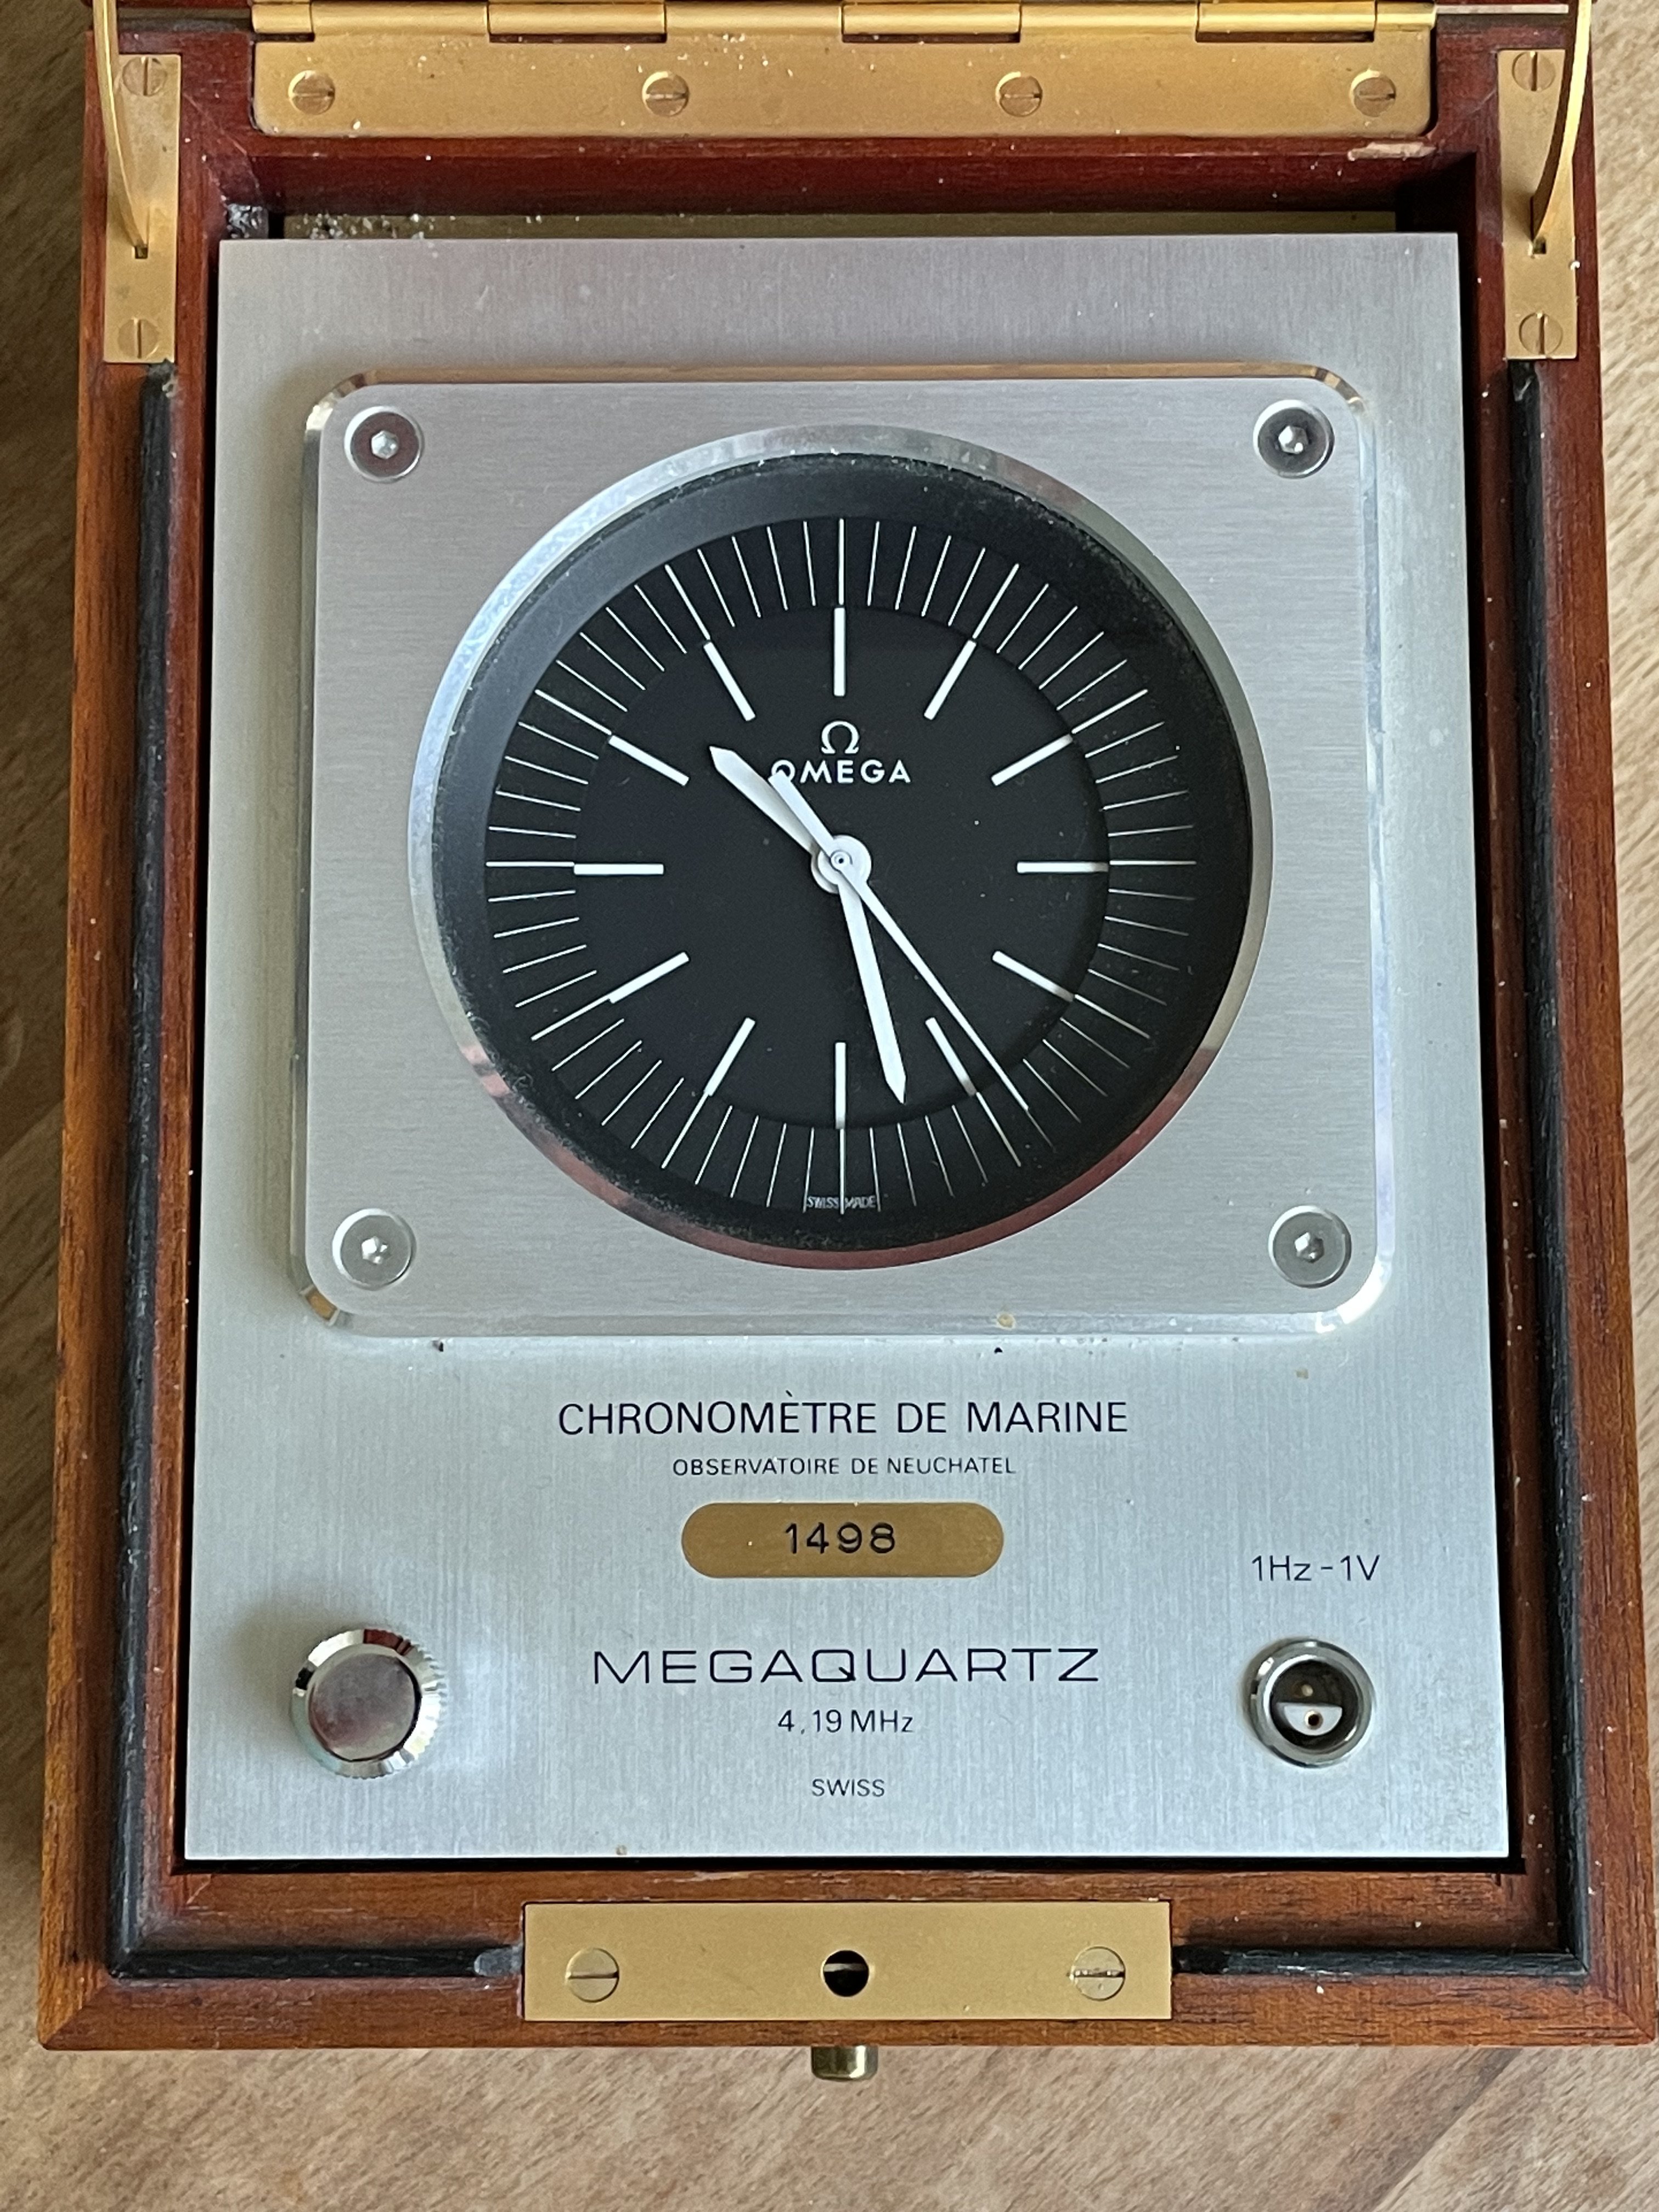 Ω
OMEGA
SWISS MADE
CHRONOMÈTRE DE MARINE
OBSERVATOIRE DE NEUCHATEL
1498
1Hz-1V
MEGAQUARTZ
4,19 MHz
SWISS